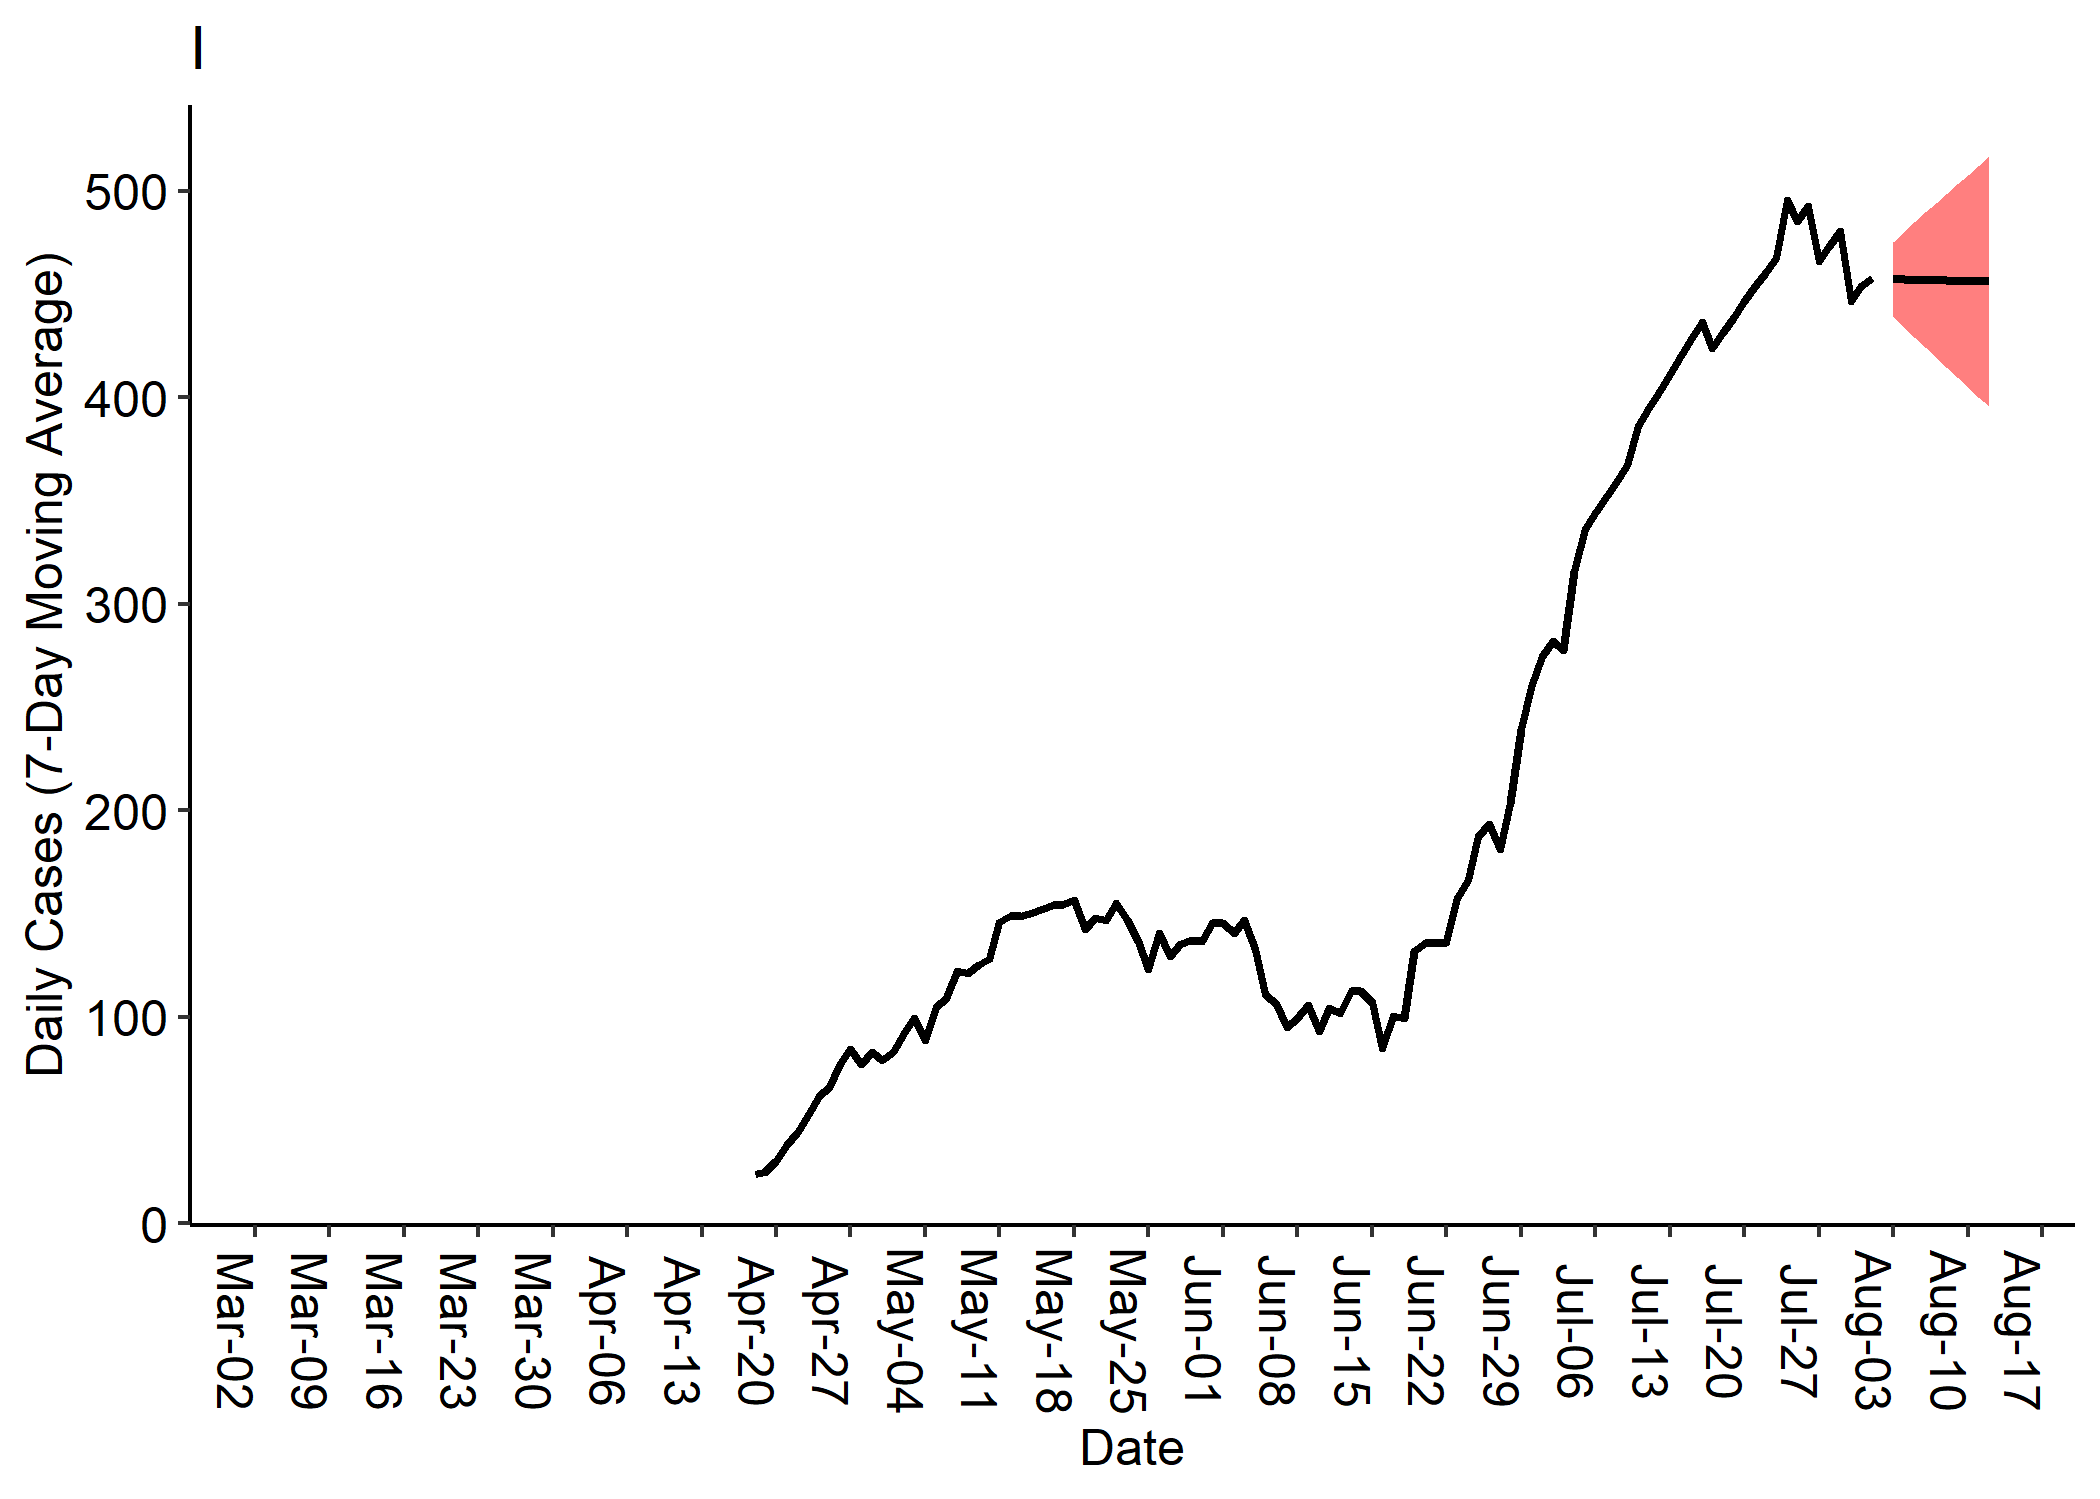 I
Daily Cases (7-Day Moving Average)
500
400
300
200
100
0
Mar-02
Mar-09
Mar-16
Mar-23
Mar-30
Apr-06
Apr-13
Apr-20
Apr-27
May-04
May-11
May-18
May-25
Jun-01
Jun-08
Jun-15
Jun-22
Jun-29
Jul-06
Jul-13
Jul-20
Jul-27
Aug-03
Aug-10
Aug-17
Date